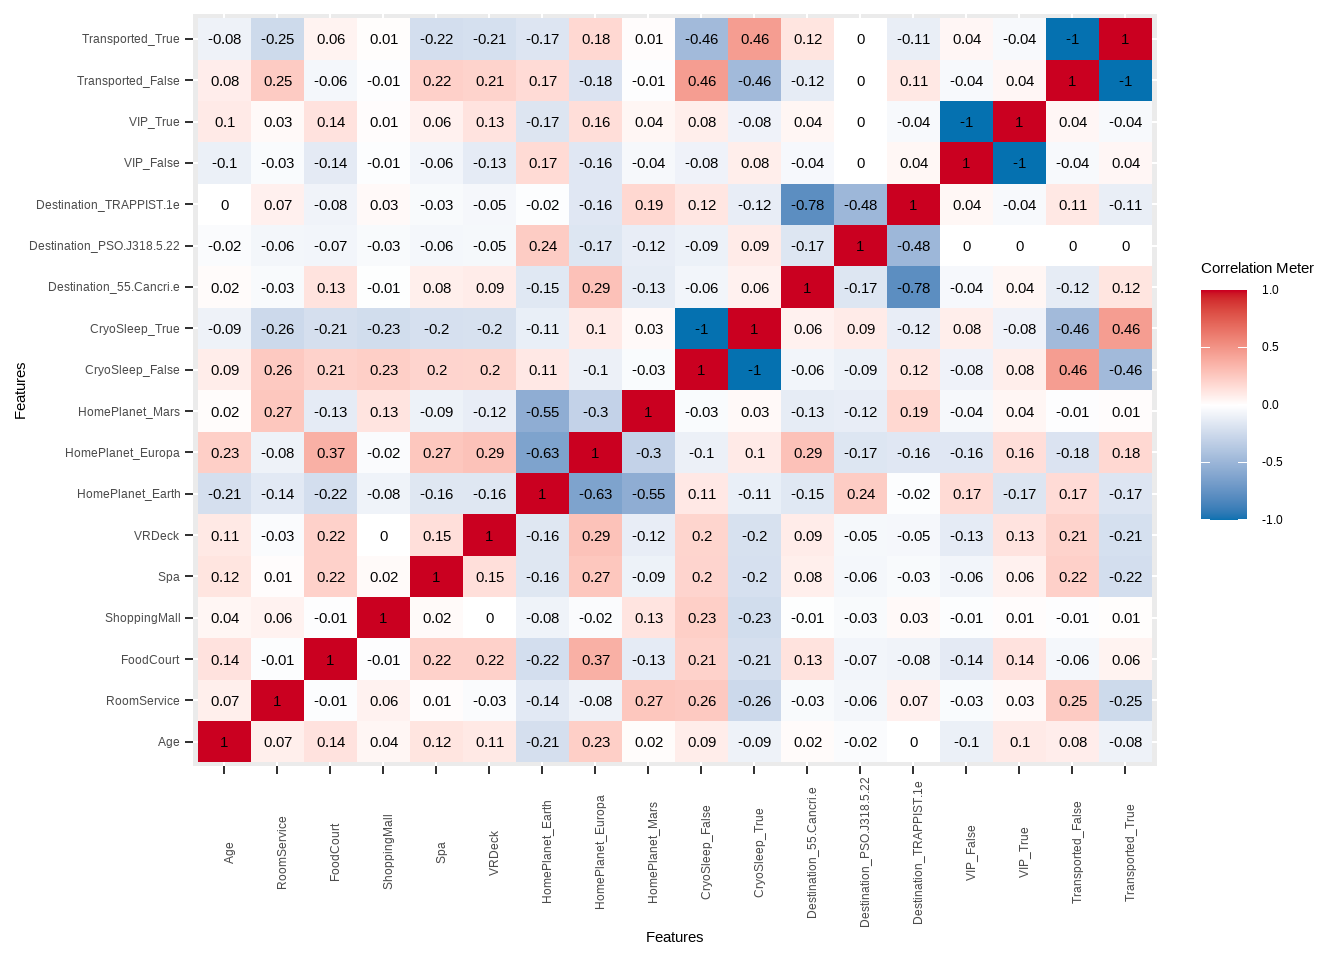 Transported_True -0.08 -0.25 0.06 0.01 -0.22 -0.21 -0.17 0.18 0.01 -0.46 0.46 0.12 0 -0.11 0.04 -0.04 -1 1
Transported_False 0.08 0.25 -0.06 -0.01 0.22 0.21 0.17 -0.18 -0.01 0.46 -0.46 -0.12 0 0.11 -0.04 0.04 1 -1
VIP_True 0.1 0.03 0.14 0.01 0.06 0.13 -0.17 0.16 0.04 0.08 -0.08 0.04 0 -0.04 -1 1 0.04 -0.04
VIP_False -0.1 -0.03 -0.14 -0.01 -0.06 -0.13 0.17 -0.16 -0.04 -0.08 0.08 -0.04 0 0.04 1 -1 -0.04 0.04
Destination_TRAPPIST.1e 0 0.07 -0.08 0.03 -0.03 -0.05 -0.02 -0.16 0.19 0.12 -0.12 -0.78 -0.48 1 0.04 -0.04 0.11 -0.11
Destination_PSO.J318.5.22 -0.02 -0.06 -0.07 -0.03 -0.06 -0.05 0.24 -0.17 -0.12 -0.09 0.09 -0.17 1 -0.48 0 0 0 0
Destination_55.Cancri.e 0.02 -0.03 0.13 -0.01 0.08 0.09 -0.15 0.29 -0.13 -0.06 0.06 1 -0.17 -0.78 -0.04 0.04 -0.12 0.12
CryoSleep_True -0.09 -0.26 -0.21 -0.23 -0.2 -0.2 -0.11 0.1 0.03 -1 1 0.06 0.09 -0.12 0.08 -0.08 -0.46 0.46
CryoSleep_False 0.09 0.26 0.21 0.23 0.2 0.2 0.11 -0.1 -0.03 1 -1 -0.06 -0.09 0.12 -0.08 0.08 0.46 -0.46
HomePlanet_Mars 0.02 0.27 -0.13 0.13 -0.09 -0.12 -0.55 -0.3 1 -0.03 0.03 -0.13 -0.12 0.19 -0.04 0.04 -0.01 0.01
HomePlanet_Europa 0.23 -0.08 0.37 -0.02 0.27 0.29 -0.63 1 -0.3 -0.1 0.1 0.29 -0.17 -0.16 -0.16 0.16 -0.18 0.18
HomePlanet_Earth -0.21 -0.14 -0.22 -0.08 -0.16 -0.16 1 -0.63 -0.55 0.11 -0.11 -0.15 0.24 -0.02 0.17 -0.17 0.17 -0.17
VRDeck 0.11 -0.03 0.22 0 0.15 1 -0.16 0.29 -0.12 0.2 -0.2 0.09 -0.05 -0.05 -0.13 0.13 0.21 -0.21
Spa 0.12 0.01 0.22 0.02 1 0.15 -0.16 0.27 -0.09 0.2 -0.2 0.08 -0.06 -0.03 -0.06 0.06 0.22 -0.22
ShoppingMall 0.04 0.06 -0.01 1 0.02 0 -0.08 -0.02 0.13 0.23 -0.23 -0.01 -0.03 0.03 -0.01 0.01 -0.01 0.01
FoodCourt 0.14 -0.01 1 -0.01 0.22 0.22 -0.22 0.37 -0.13 0.21 -0.21 0.13 -0.07 -0.08 -0.14 0.14 -0.06 0.06
RoomService 0.07 1 -0.01 0.06 0.01 -0.03 -0.14 -0.08 0.27 0.26 -0.26 -0.03 -0.06 0.07 -0.03 0.03 0.25 -0.25
Age 1 0.07 0.14 0.04 0.12 0.11 -0.21 0.23 0.02 0.09 -0.09 0.02 -0.02 0 -0.1 0.1 0.08 -0.08
Features
Age
RoomService
FoodCourt
ShoppingMall
Spa
VRDeck
HomePlanet_Earth
HomePlanet_Europa
HomePlanet_Mars
CryoSleep_False
CryoSleep_True
Destination_55.Cancri.e
Destination_PSO.J318.5.22
Destination_TRAPPIST.1e
VIP_False
VIP_True
Transported_False
Transported_True
Features
Correlation Meter
1.0
0.5
0.0
-0.5
-1.0